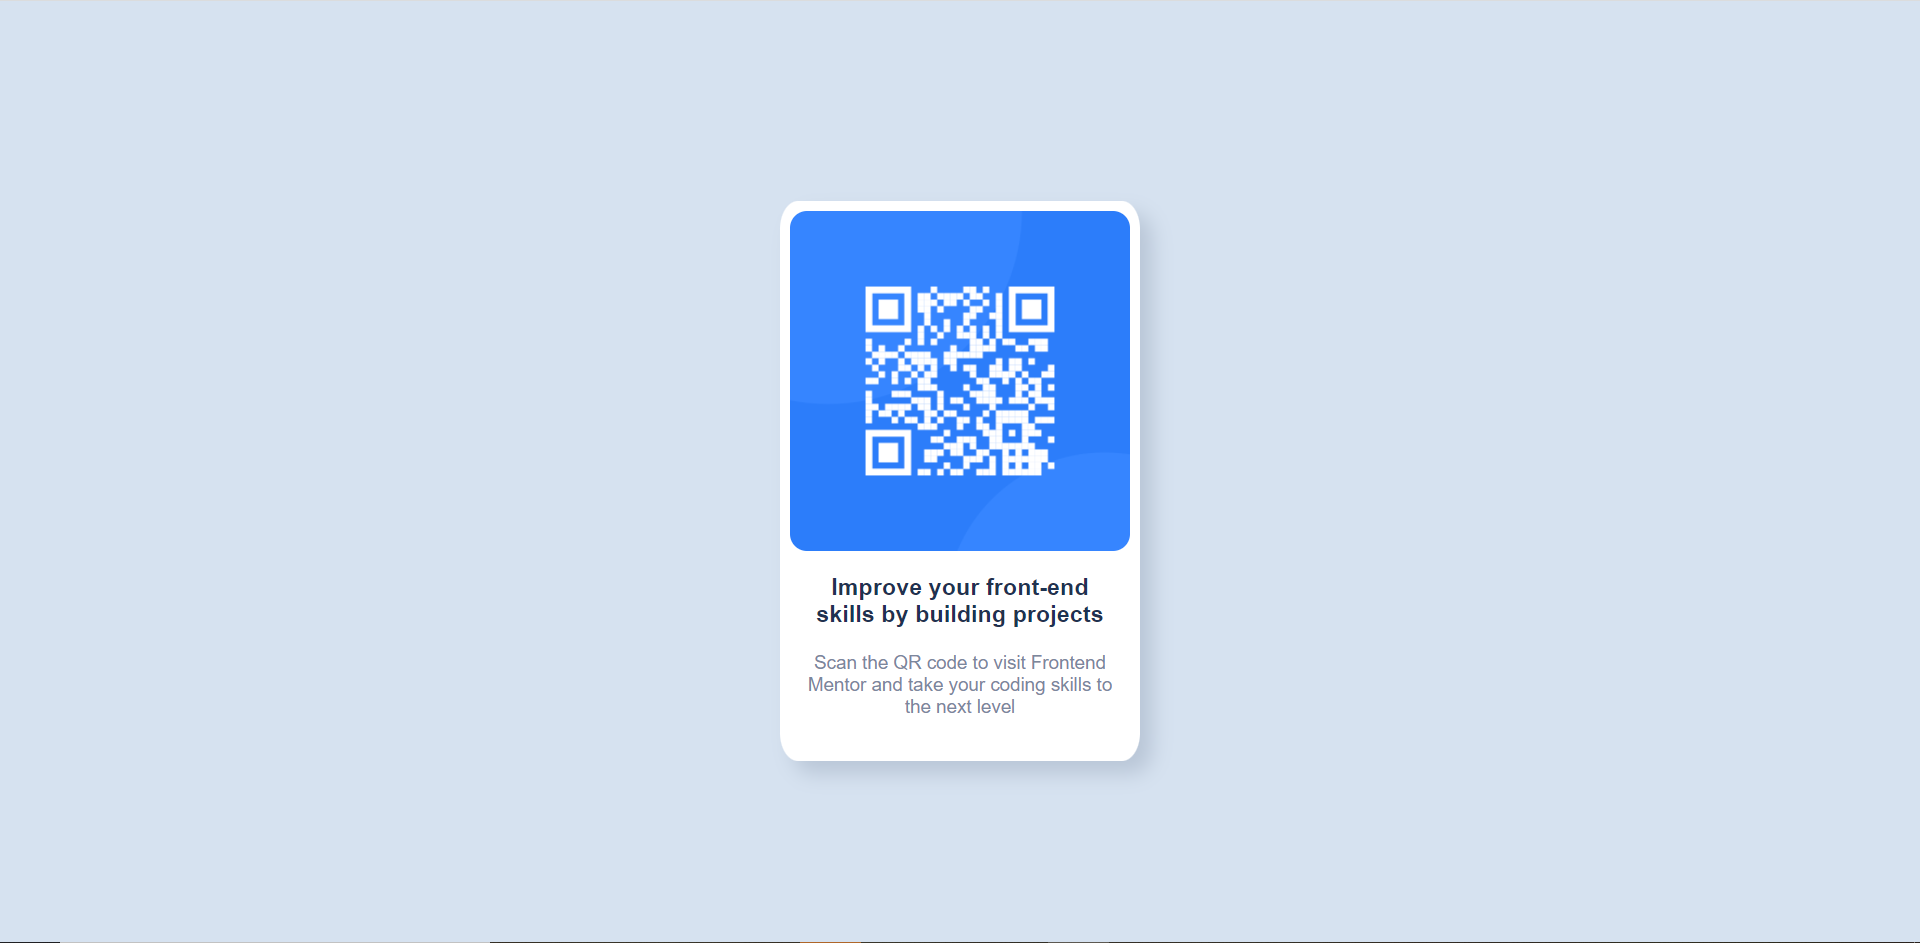 Improve your front-end
skills by building projects
Scan the QR code to visit Frontend
Mentor and take your coding skills to
the next level